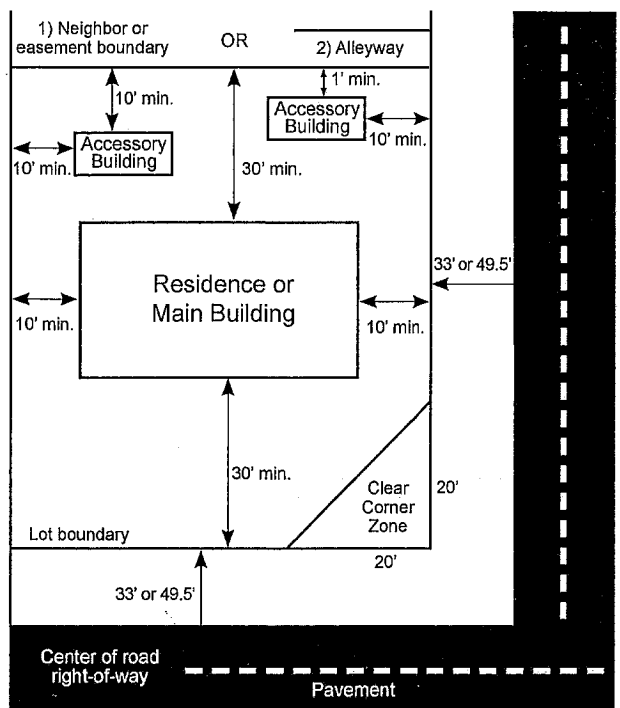 1) Neighbor or
easement boundary
OR
2) Alleyway
10' min.
1' min.
Accessory
Building
10' min.
Accessory
Building
10' min.
10' min.
30' min.
33' or 49.5'
Residence or
Main Building
10' min.
10' min.
30' min.
Clear
Corner
Zone
20'
Lot boundary
20'
33' or 49.5'
Center of road
right-of-way
Pavement